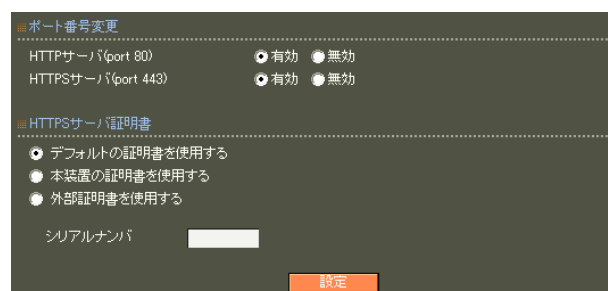 ポート番号変更
HTTPサーバ(port 80) 有効 無効
HTTPSサーバ(port 443) 有効 無効
HTTPSサーバ証明書
デフォルトの証明書を使用する
本装置の証明書を使用する
外部証明書を使用する
シリアルナンバ
設定